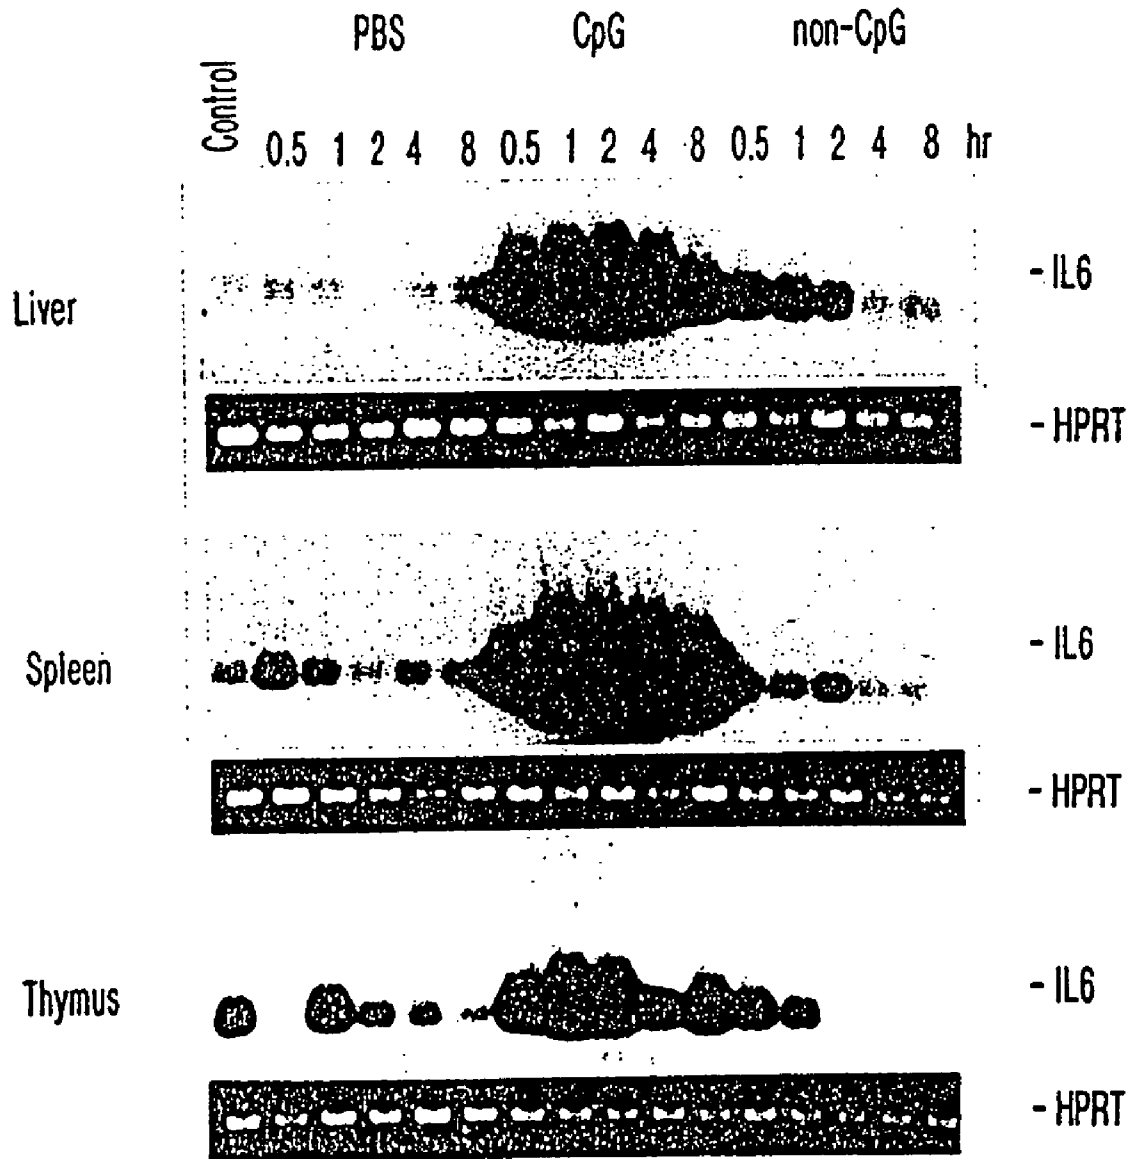 PBS CpG non-CpG
Control 0.5 1 2 4 8 0.5 1 2 4 8 0.5 1 2 4 8 hr
- IL6
Liver
- HPRT
- IL6
Spleen
- HPRT
- IL6
Thymus
- HPRT